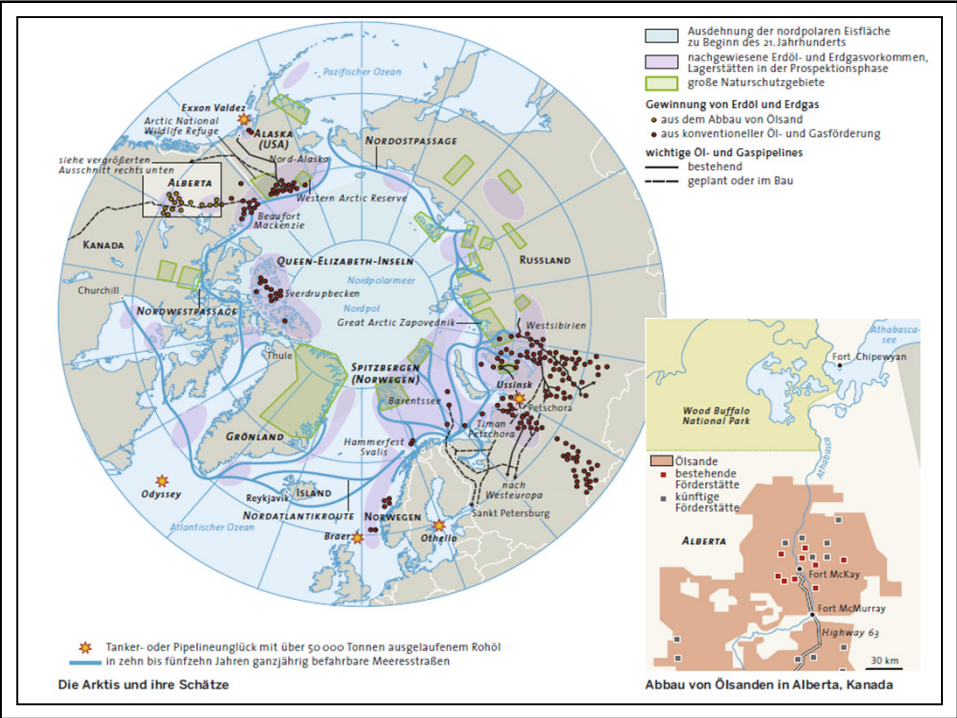 Ausdehnung der nordpolaren Eisfläche
zu Beginn des 21. Jahrhunderts
nachgewiesene Erdöl- und Erdgasvorkommen,
Lagerstätten in der Prospektionsphase
große Naturschutzgebiete
Gewinnung von Erdöl und Erdgas
aus dem Abbau von Ölsand
aus konventioneller Öl- und Gasförderung
wichtige Öl- und Gaspipelines
bestehend
geplant oder im Bau
Pazifischer Ozean
Exxon Valdez
Arctic National
Wildlife Refuge
ALASKA
(USA)
NORDOSTPASSAGE
siehe vergrößerten
Ausschnitt rechts unten
Nord-Alaska
ALBERTA
Western Arctic Reserve
Beaufort
Mackenzie
KANADA
QUEEN-ELIZABETH-INSELN
RUSSLAND
Nordpolarmeer
Churchill
Sverdrupbecken
NORDWESTPASSAGE
Nordpol
Great Arctic Zapovednik
Westsibirien
Thule
SPITZBERGEN
(NORWEGEN)
Ussinsk
Barentssee
Petschora
Timan
Petschora
GRÖNLAND
Hammerfest
Svalis
nach
Westeuropa
Odyssey
Reykjavik
ISLAND
NORDATLANTIKROUTE
NORWEGEN
Sankt Petersburg
Atlantischer Ozean
Braer
Othello
Tanker- oder Pipelineunglück mit über 50 000 Tonnen ausgelaufenem Rohöl
in zehn bis fünfzehn Jahren ganzjährig befahrbare Meeresstraßen
Die Arktis und ihre Schätze
Athabasca-
see
Fort Chipewyan
Wood Buffalo
National Park
Athabasca
Ölsande
bestehende
Förderstätte
künftige
Förderstätte
ALBERTA
Fort McKay
Fort McMurray
Highway 63
30 km
Abbau von Ölsanden in Alberta, Kanada